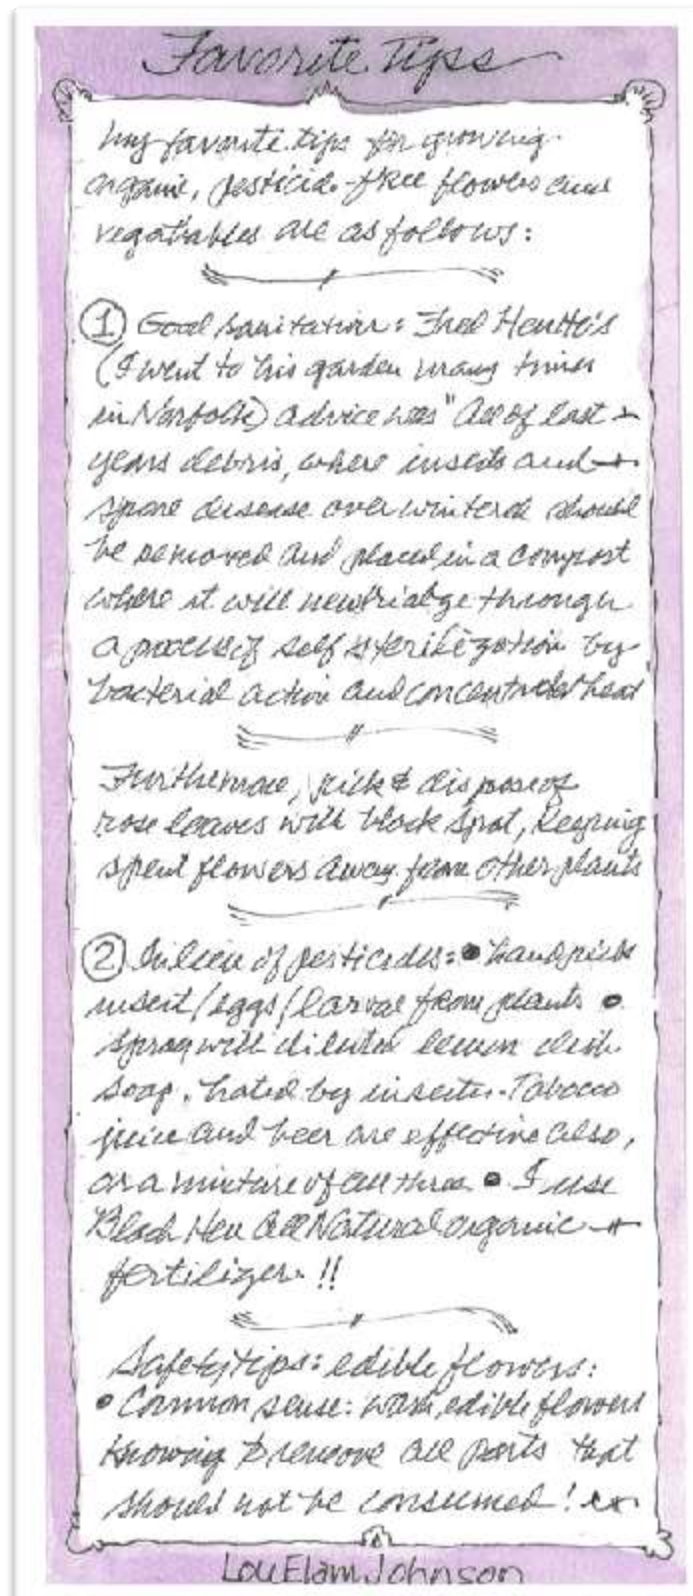 Favorite Tips
My favorite tips for growing
organic, pesticide-free flowers and
vegatables are as follows:
1 Good sanitation: Fred Heutte's
(I went to his garden many times
in Norfolk) advice was "All of last
years debris, where insects and
spore disease over wintered should
be removed and placed in a compost
where it will neutrialize through
a process of self sterilization by
bacterial action and concentrated heat"
Furthermore, pick & dispose of
rose leaves with black spot, keeping
spent flowers away from other plants
2 In lieu of pesticides: • hand pick
insect/eggs/larvae from plants •
Spray with diluted lemon dish
soap. hated by insects. Tobacco
juice and beer are effective also,
or a mixture of all three • I use
Black Hen All Natural organic
fertilizer. !!
Safety tips: edible flowers:
• Common sense: wash, edible flowers
knowing to remove all parts that
should not be consumed!
Lou Elam Johnson